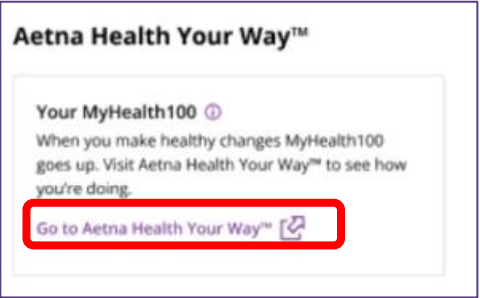 Aetna Health Your Way™
Your MyHealth100 ⓘ
When you make healthy changes MyHealth100
goes up. Visit Aetna Health Your Way™ to see how
you're doing.
Go to Aetna Health Your Way™